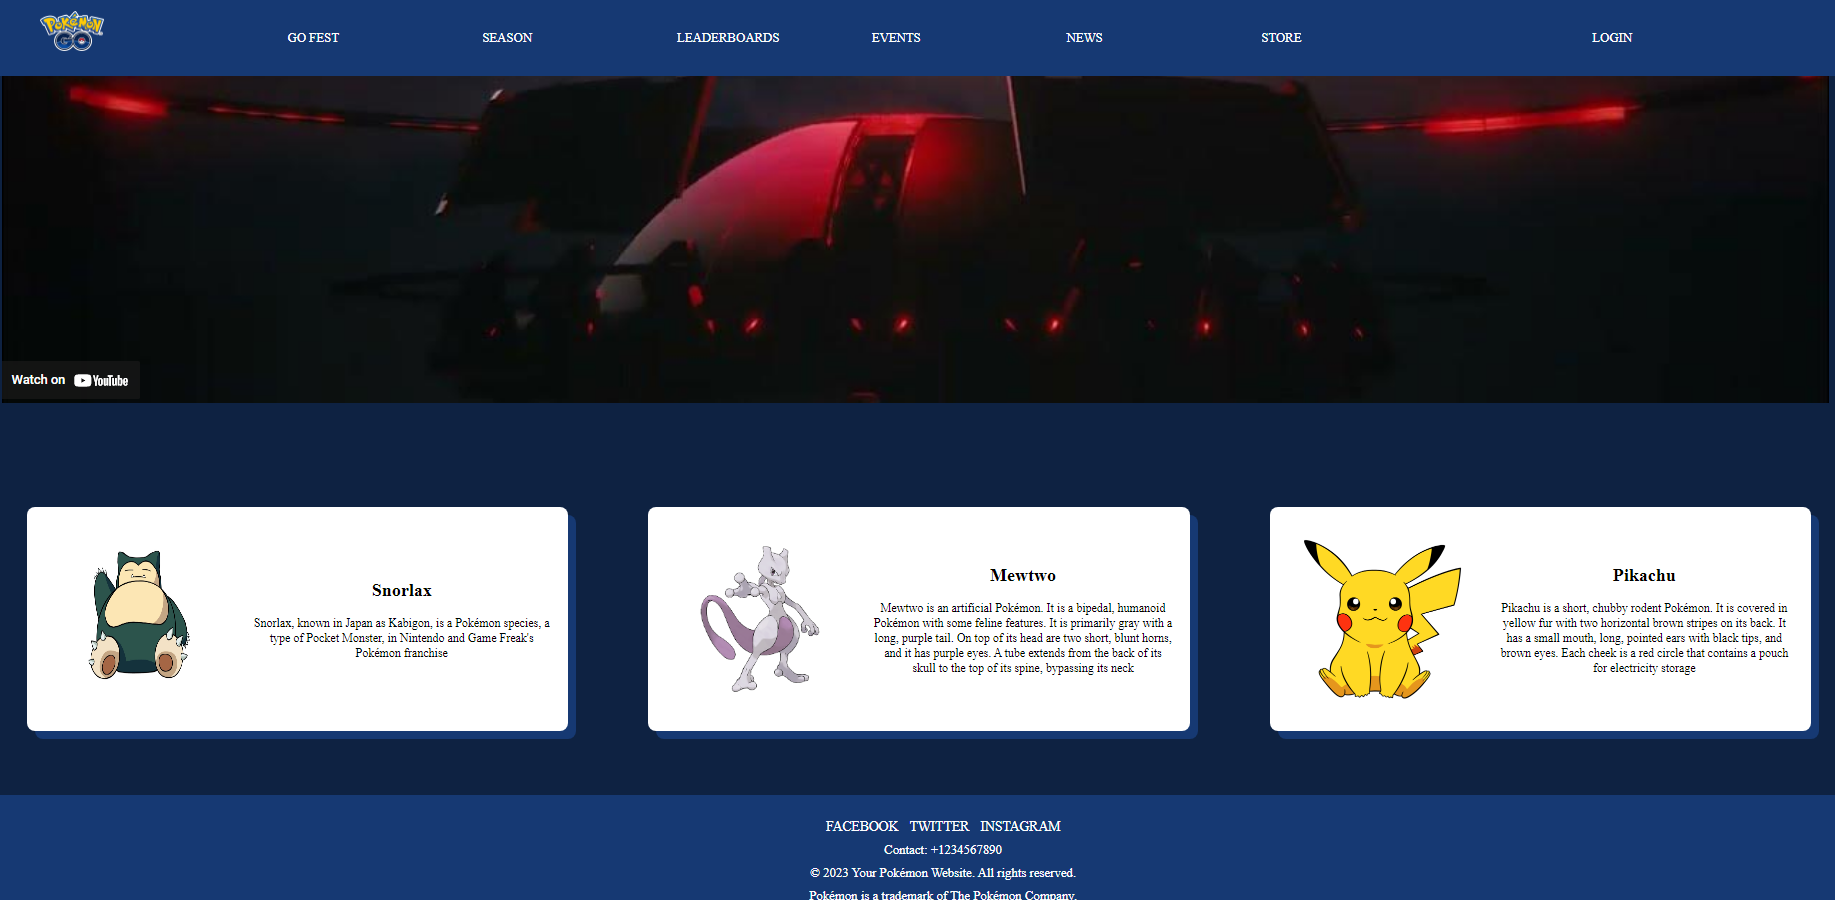 Pokémon
GO
GO FEST
SEASON
LEADERBOARDS
EVENTS
NEWS
STORE
LOGIN
Watch on YouTube
Snorlax
Snorlax, known in Japan as Kabigon, is a Pokémon species, a
type of Pocket Monster, in Nintendo and Game Freak's
Pokémon franchise
Mewtwo
Mewtwo is an artificial Pokémon. It is a bipedal, humanoid
Pokémon with some feline features. It is primarily gray with a
long, purple tail. On top of its head are two short, blunt horns,
and it has purple eyes. A tube extends from the back of its
skull to the top of its spine, bypassing its neck
Pikachu
Pikachu is a short, chubby rodent Pokémon. It is covered in
yellow fur with two horizontal brown stripes on its back. It
has a small mouth, long, pointed ears with black tips, and
brown eyes. Each cheek is a red circle that contains a pouch
for electricity storage
FACEBOOK TWITTER INSTAGRAM
Contact: +1234567890
© 2023 Your Pokémon Website. All rights reserved.
Pokémon is a trademark of The Pokémon Company.